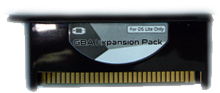 For DS Lite Only
GBA Expansion Pack